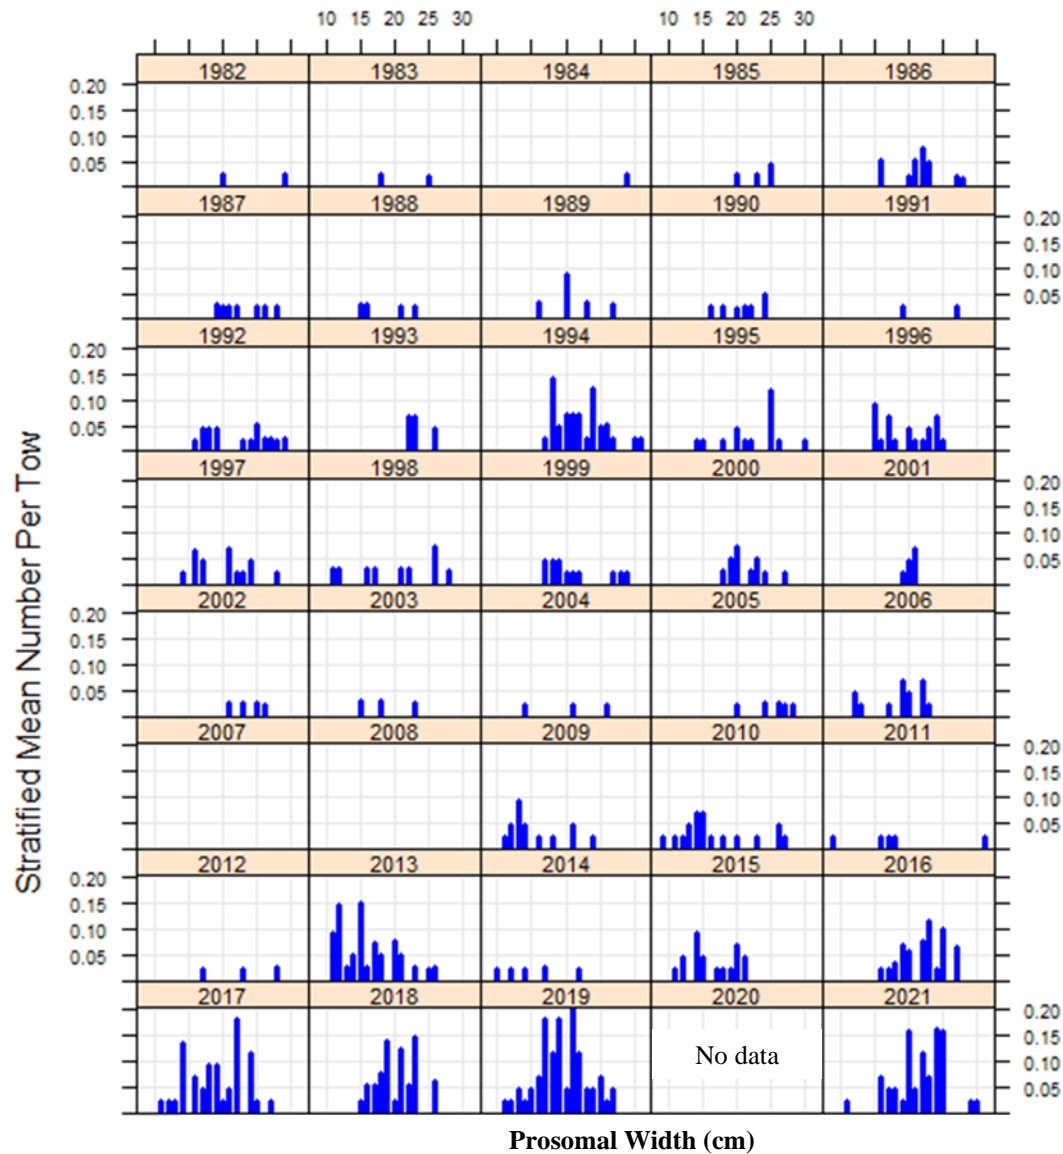 10 15 20 25 30 10 15 20 25 30
1982 1983 1984 1985 1986
0.20
0.15
0.10
0.05
1987 1988 1989 1990 1991
0.20
0.15
0.10
0.05
1992 1993 1994 1995 1996
0.20
0.15
0.10
0.05
1997 1998 1999 2000 2001
0.20
0.15
0.10
0.05
2002 2003 2004 2005 2006
0.20
0.15
0.10
0.05
2007 2008 2009 2010 2011
0.20
0.15
0.10
0.05
2012 2013 2014 2015 2016
0.20
0.15
0.10
0.05
2017 2018 2019 2020 2021
0.20
0.15
No data
0.10
0.05
Stratified Mean Number Per Tow
Prosomal Width (cm)